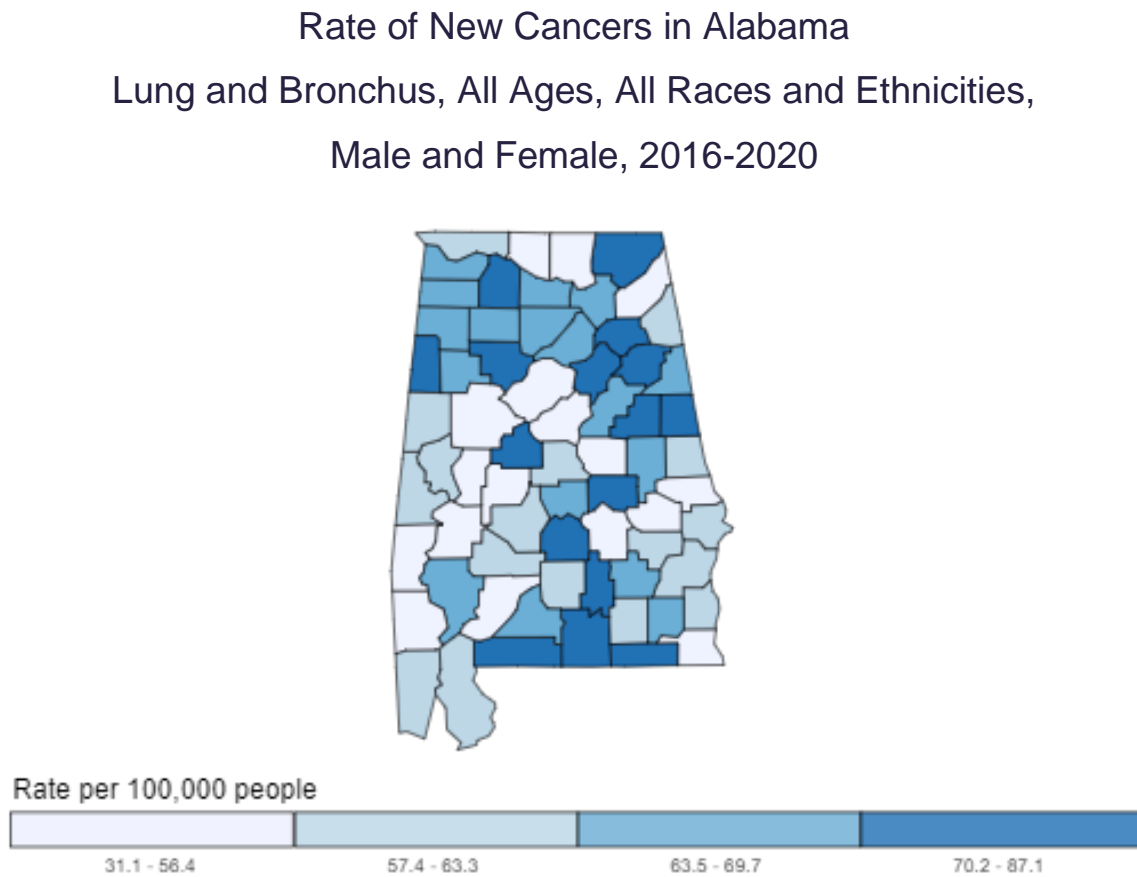 Rate of New Cancers in Alabama
Lung and Bronchus, All Ages, All Races and Ethnicities,
Male and Female, 2016-2020
Rate per 100,000 people
31.1 - 56.4 57.4 - 63.3 63.5 - 69.7 70.2 - 87.1